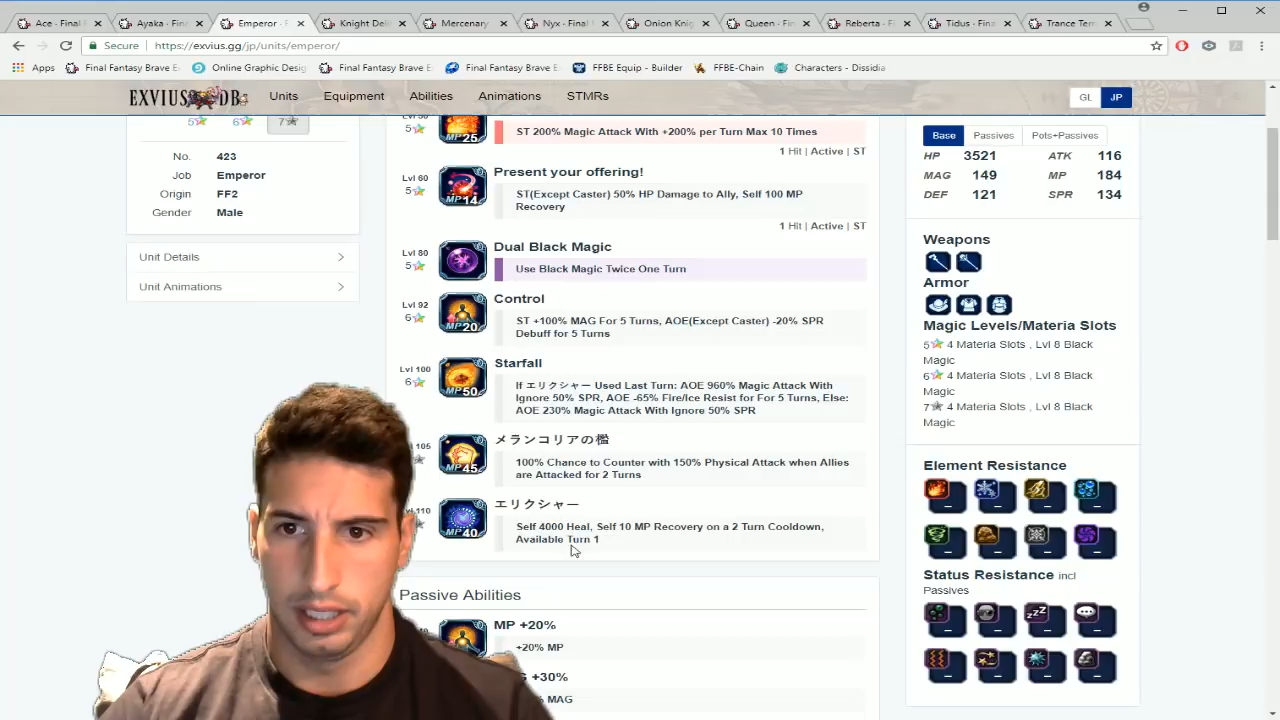 Ace - Final F
Ayaka - Fina
Emperor - F
Knight Deli
Mercenary
Nyx - Final
Onion Knig
Queen - Fin
Reberta - F
Tidus - Fina
Trance Terr
Secure
https://exvius.gg/jp/units/emperor/
Apps
Final Fantasy Brave E
Online Graphic Desig
Final Fantasy Brave E
Final Fantasy Brave E
FFBE Equip - Builder
FFBE-Chain
Characters - Dissidia
EXVIUS DB
Units
Equipment
Abilities
Animations
STMRs
GL
JP
5
6
7
No. 423
Job Emperor
Origin FF2
Gender Male
Unit Details
Unit Animations
5
MP25
ST 200% Magic Attack With +200% per Turn Max 10 Times
1 Hit | Active | ST
Lvl 60
5
MP14
Present your offering!
ST(Except Caster) 50% HP Damage to Ally, Self 100 MP
Recovery
1 Hit | Active | ST
Lvl 80
5
Dual Black Magic
Use Black Magic Twice One Turn
Lvl 92
6
MP20
Control
ST +100% MAG For 5 Turns, AOE(Except Caster) -20% SPR
Debuff for 5 Turns
Lvl 100
6
MP50
Starfall
If エリクシャー Used Last Turn: AOE 960% Magic Attack With
Ignore 50% SPR, AOE -65% Fire/Ice Resist for For 5 Turns, Else:
AOE 230% Magic Attack With Ignore 50% SPR
105
MP45
メランコリアの檻
100% Chance to Counter with 150% Physical Attack when Allies
are Attacked for 2 Turns
110
MP40
エリクシャー
Self 4000 Heal, Self 10 MP Recovery on a 2 Turn Cooldown,
Available Turn 1
Passive Abilities
MP +20%
+20% MP
+30%
MAG
Base
Passives
Pots+Passives
HP 3521 ATK 116
MAG 149 MP 184
DEF 121 SPR 134
Weapons
Armor
Magic Levels/Materia Slots
5 4 Materia Slots , Lvl 8 Black
Magic
6 4 Materia Slots , Lvl 8 Black
Magic
7 4 Materia Slots , Lvl 8 Black
Magic
Element Resistance
Status Resistance incl
Passives